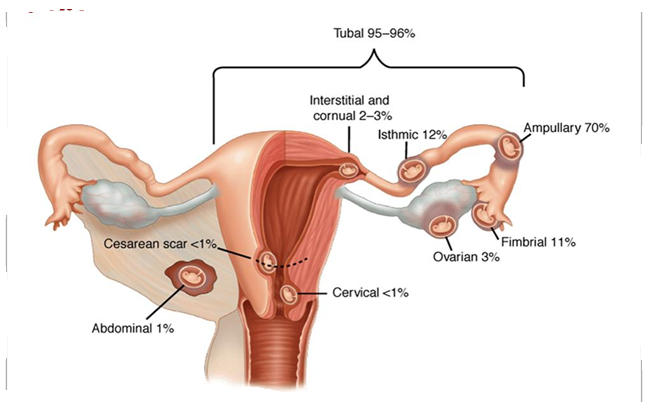 Tubal 95–96%
Interstitial and
cornual 2–3%
Isthmic 12%
Ampullary 70%
Cesarean scar <1%
Fimbrial 11%
Ovarian 3%
Cervical <1%
Abdominal 1%